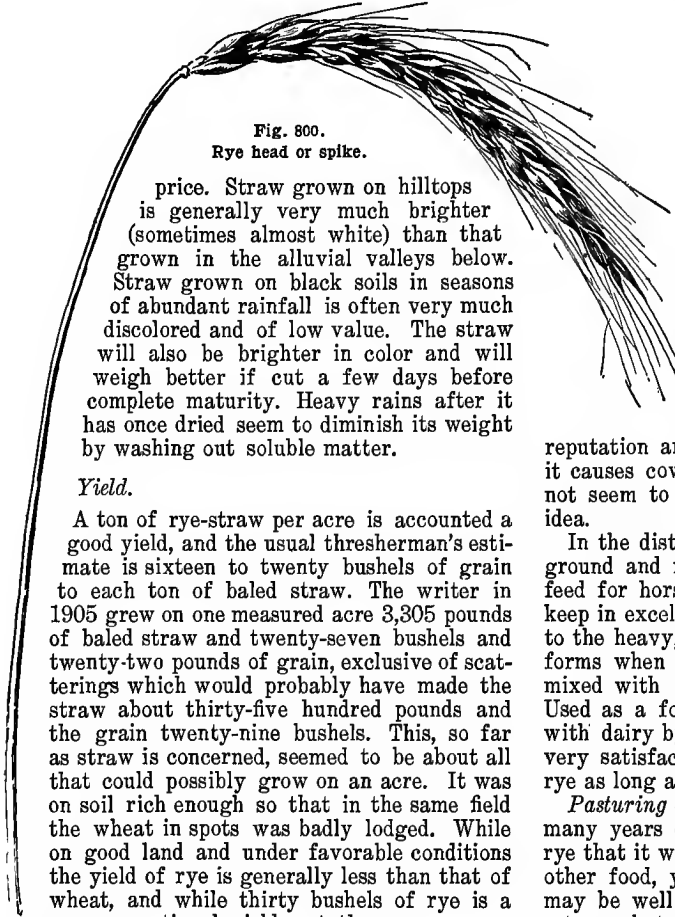 Fig. 800.
Rye head or spike.
price. Straw grown on hilltops
is generally very much brighter
(sometimes almost white) than that
grown in the alluvial valleys below.
Straw grown on black soils in seasons
of abundant rainfall is often very much
discolored and of low value. The straw
will also be brighter in color and will
weigh better if cut a few days before
complete maturity. Heavy rains after it
has once dried seem to diminish its weight
by washing out soluble matter.
Yield.
A ton of rye-straw per acre is accounted a
good yield, and the usual thresherman's esti-
mate is sixteen to twenty bushels of grain
to each ton of baled straw. The writer in
1905 grew on one measured acre 3,305 pounds
of baled straw and twenty-seven bushels and
twenty-two pounds of grain, exclusive of scat-
terings which would probably have made the
straw about thirty-five hundred pounds and
the grain twenty-nine bushels. This, so far
as straw is concerned, seemed to be about all
that could possibly grow on an acre. It was
on soil rich enough so that in the same field
the wheat in spots was badly lodged. While
on good land and under favorable conditions
the yield of rye is generally less than that of
wheat, and while thirty bushels of rye is a
reputation
it causes
not seem to
idea.
In the
ground and
feed for
keep in
to the heavy,
forms when
mixed with
Used as a
with dairy
very
rye as long
Pasturing
many years
rye that it
other food,
may be well